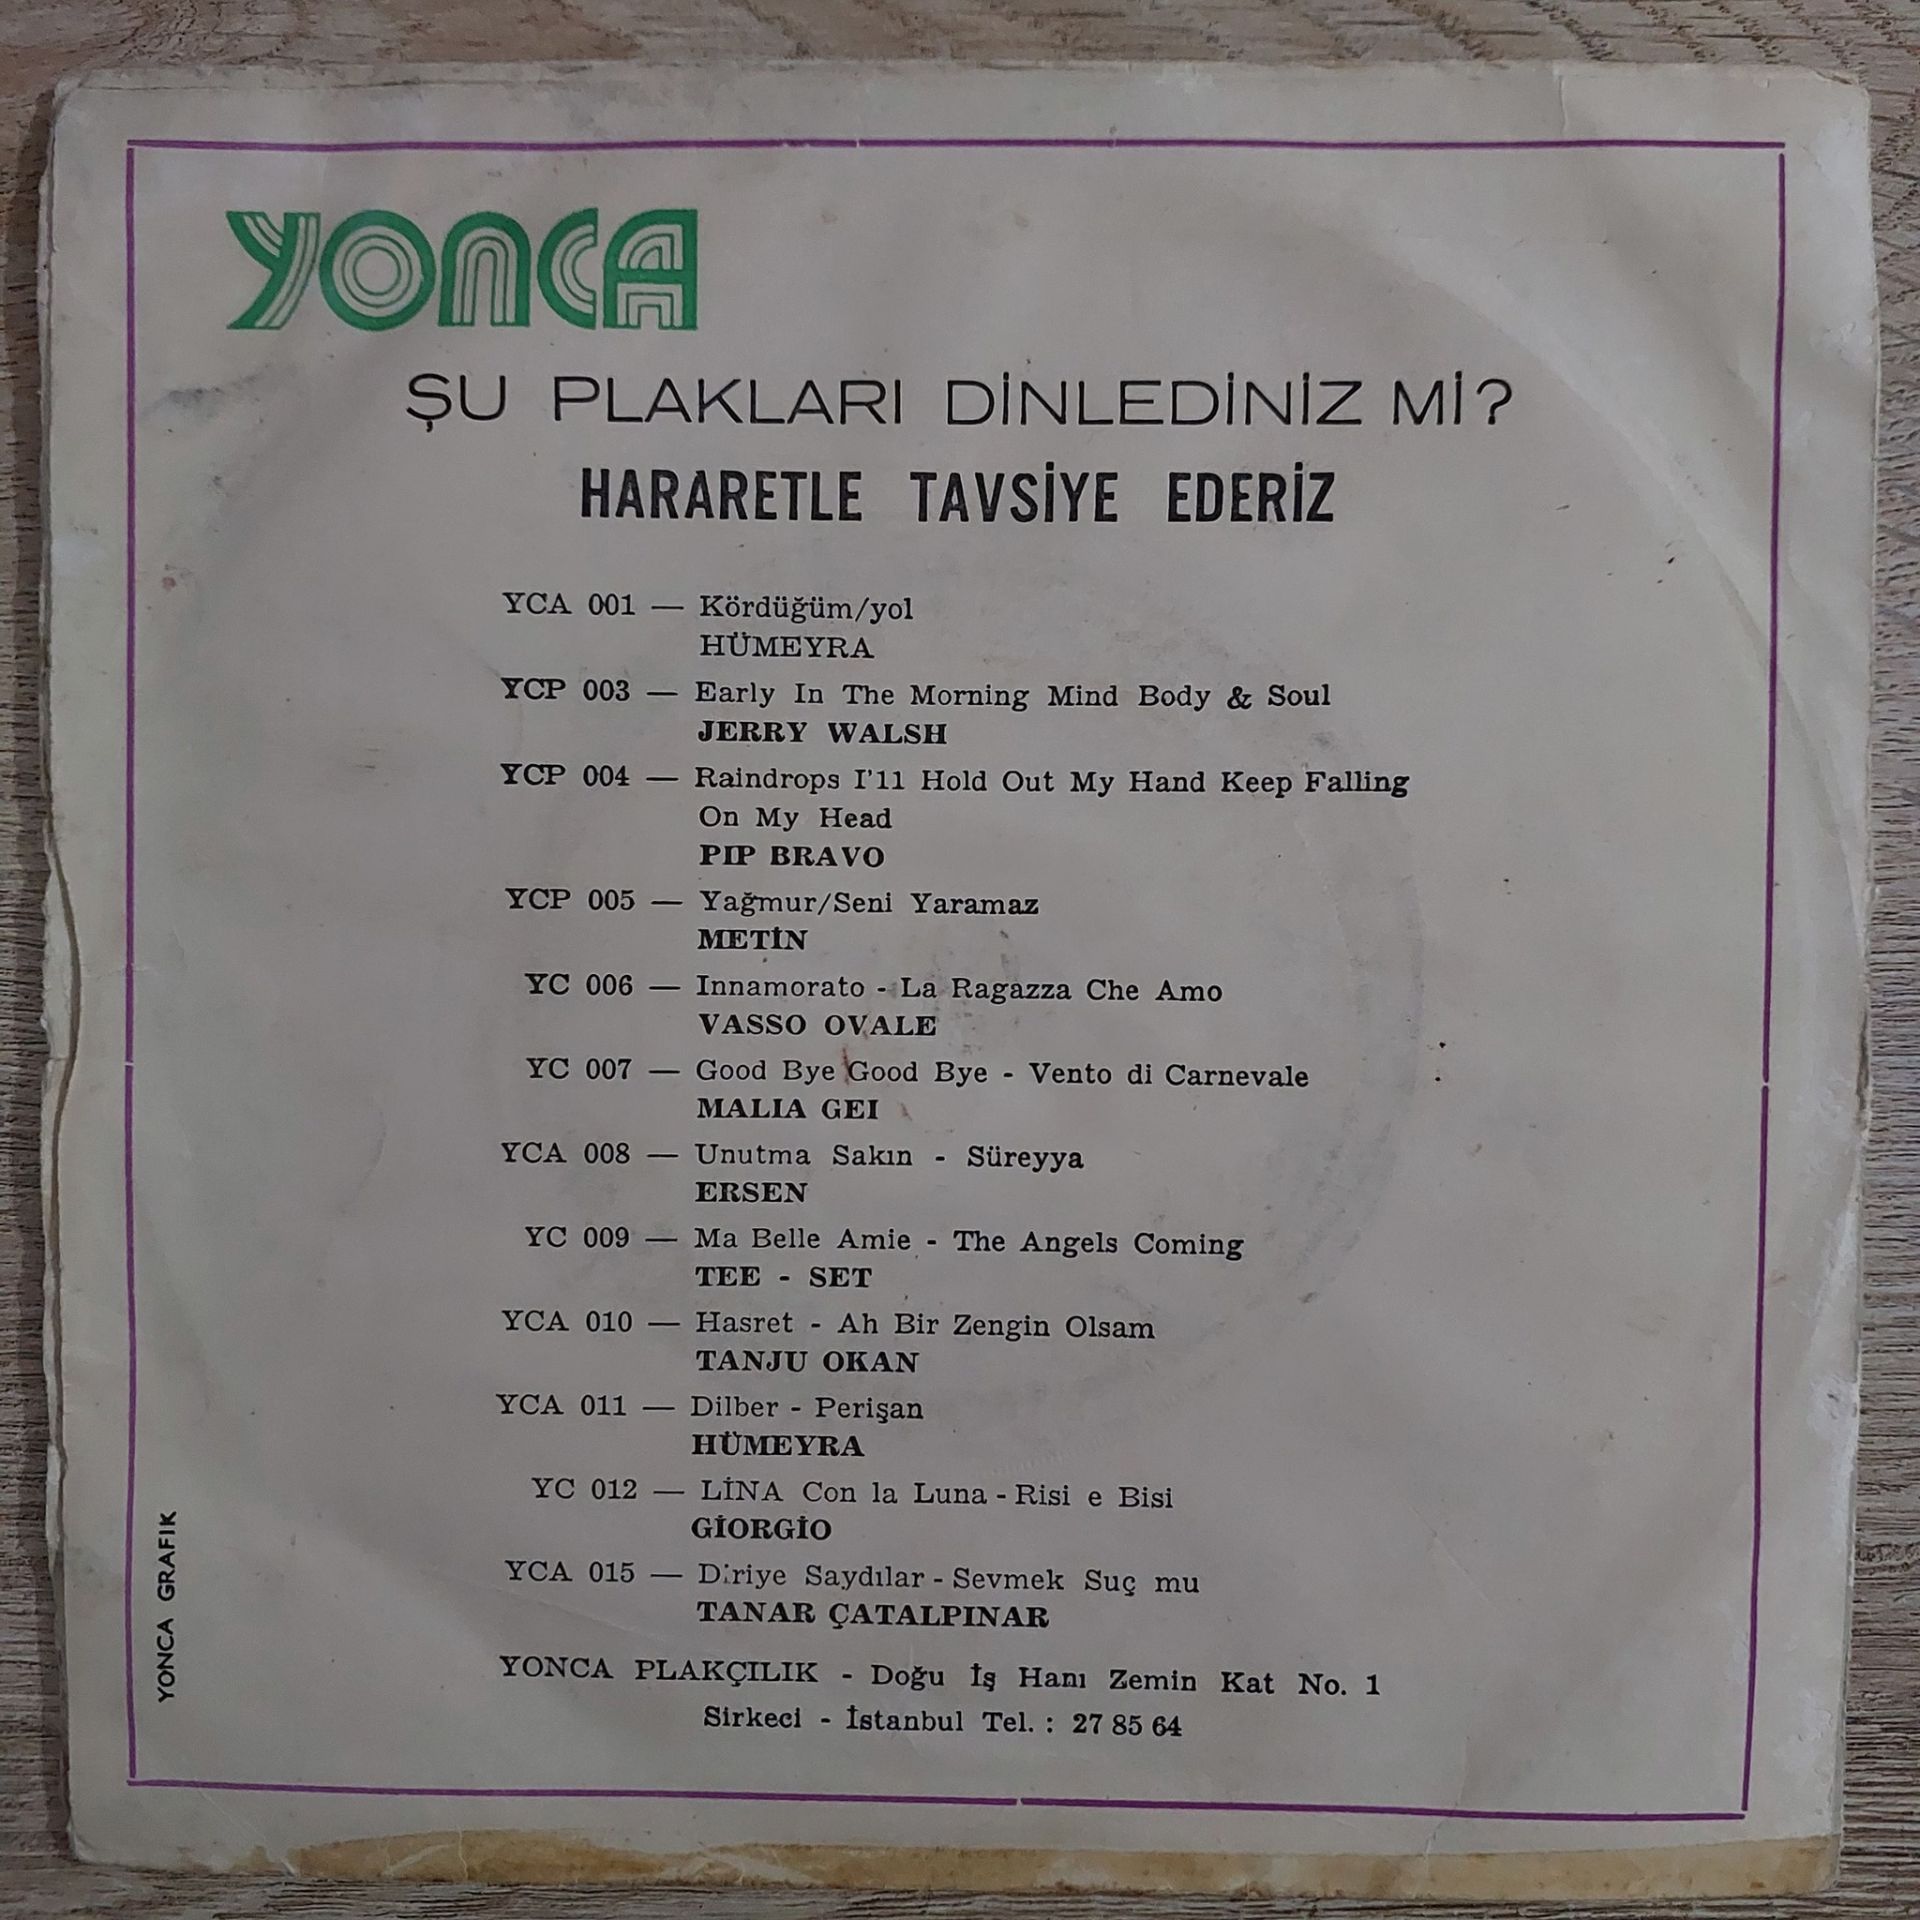 YONCA
ŞU PLAKLARI DİNLEDİNİZ Mİ?
HARARETLE TAVSİYE EDERİZ
YCA 001 — Kördüğüm/yol
HÜMEYRA
YCP 003 — Early In The Morning Mind Body & Soul
JERRY WALSH
YCP 004 — Raindrops I'11 Hold Out My Hand Keep Falling
On My Head
PIP BRAVO
YCP 005 — Yağmur/Seni Yaramaz
METİN
YC 006 — Innamorato - La Ragazza Che Amo
VASSO OVALE
YC 007 — Good Bye Good Bye - Vento di Carnevale
MALIA GEI
YCA 008 — Unutma Sakın - Süreyya
ERSEN
YC 009 — Ma Belle Amie - The Angels Coming
TEE - SET
YCA 010 — Hasret - Ah Bir Zengin Olsam
TANJU OKAN
YCA 011 — Dilber - Perişan
HÜMEYRA
YC 012 — LİNA Con la Luna - Risi e Bisi
GİORGİO
YCA 015 — Diriye Saydılar - Sevmek Suç mu
TANAR ÇATALPINAR
YONCA PLAKÇILIK - Doğu İş Hanı Zemin Kat No. 1
Sirkeci - İstanbul Tel. : 27 85 64
YONCA GRAFIK